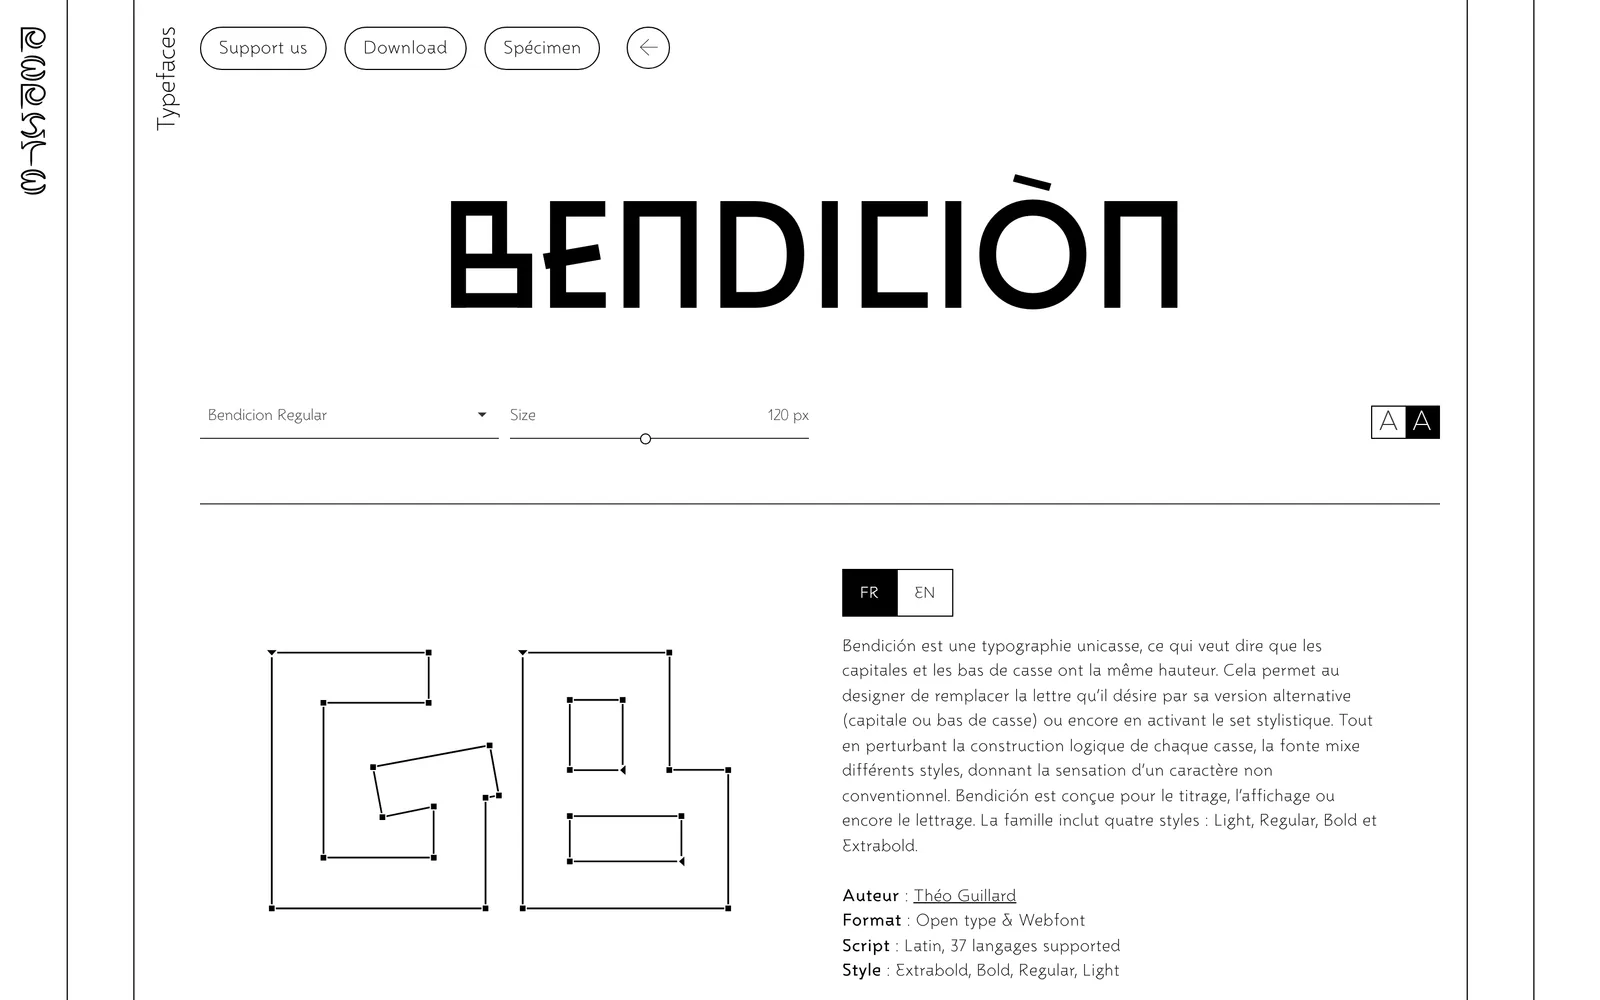 Typefaces
Support us
Download
Spécimen
BENDICIÒN
Bendicion Regular
Size
120 px
A A
FR
EN
Bendición est une typographie unicasse, ce qui veut dire que les
capitales et les bas de casse ont la même hauteur. Cela permet au
designer de remplacer la lettre qu’il désire par sa version alternative
(capitale ou bas de casse) ou encore en activant le set stylistique. Tout
en perturbant la construction logique de chaque casse, la fonte mixe
différents styles, donnant la sensation d’un caractère non
conventionnel. Bendición est conçue pour le titrage, l’affichage ou
encore le lettrage. La famille inclut quatre styles : Light, Regular, Bold et
Extrabold.
Auteur : Théo Guillard
Format : Open type & Webfont
Script : Latin, 37 langages supported
Style : Extrabold, Bold, Regular, Light
G B